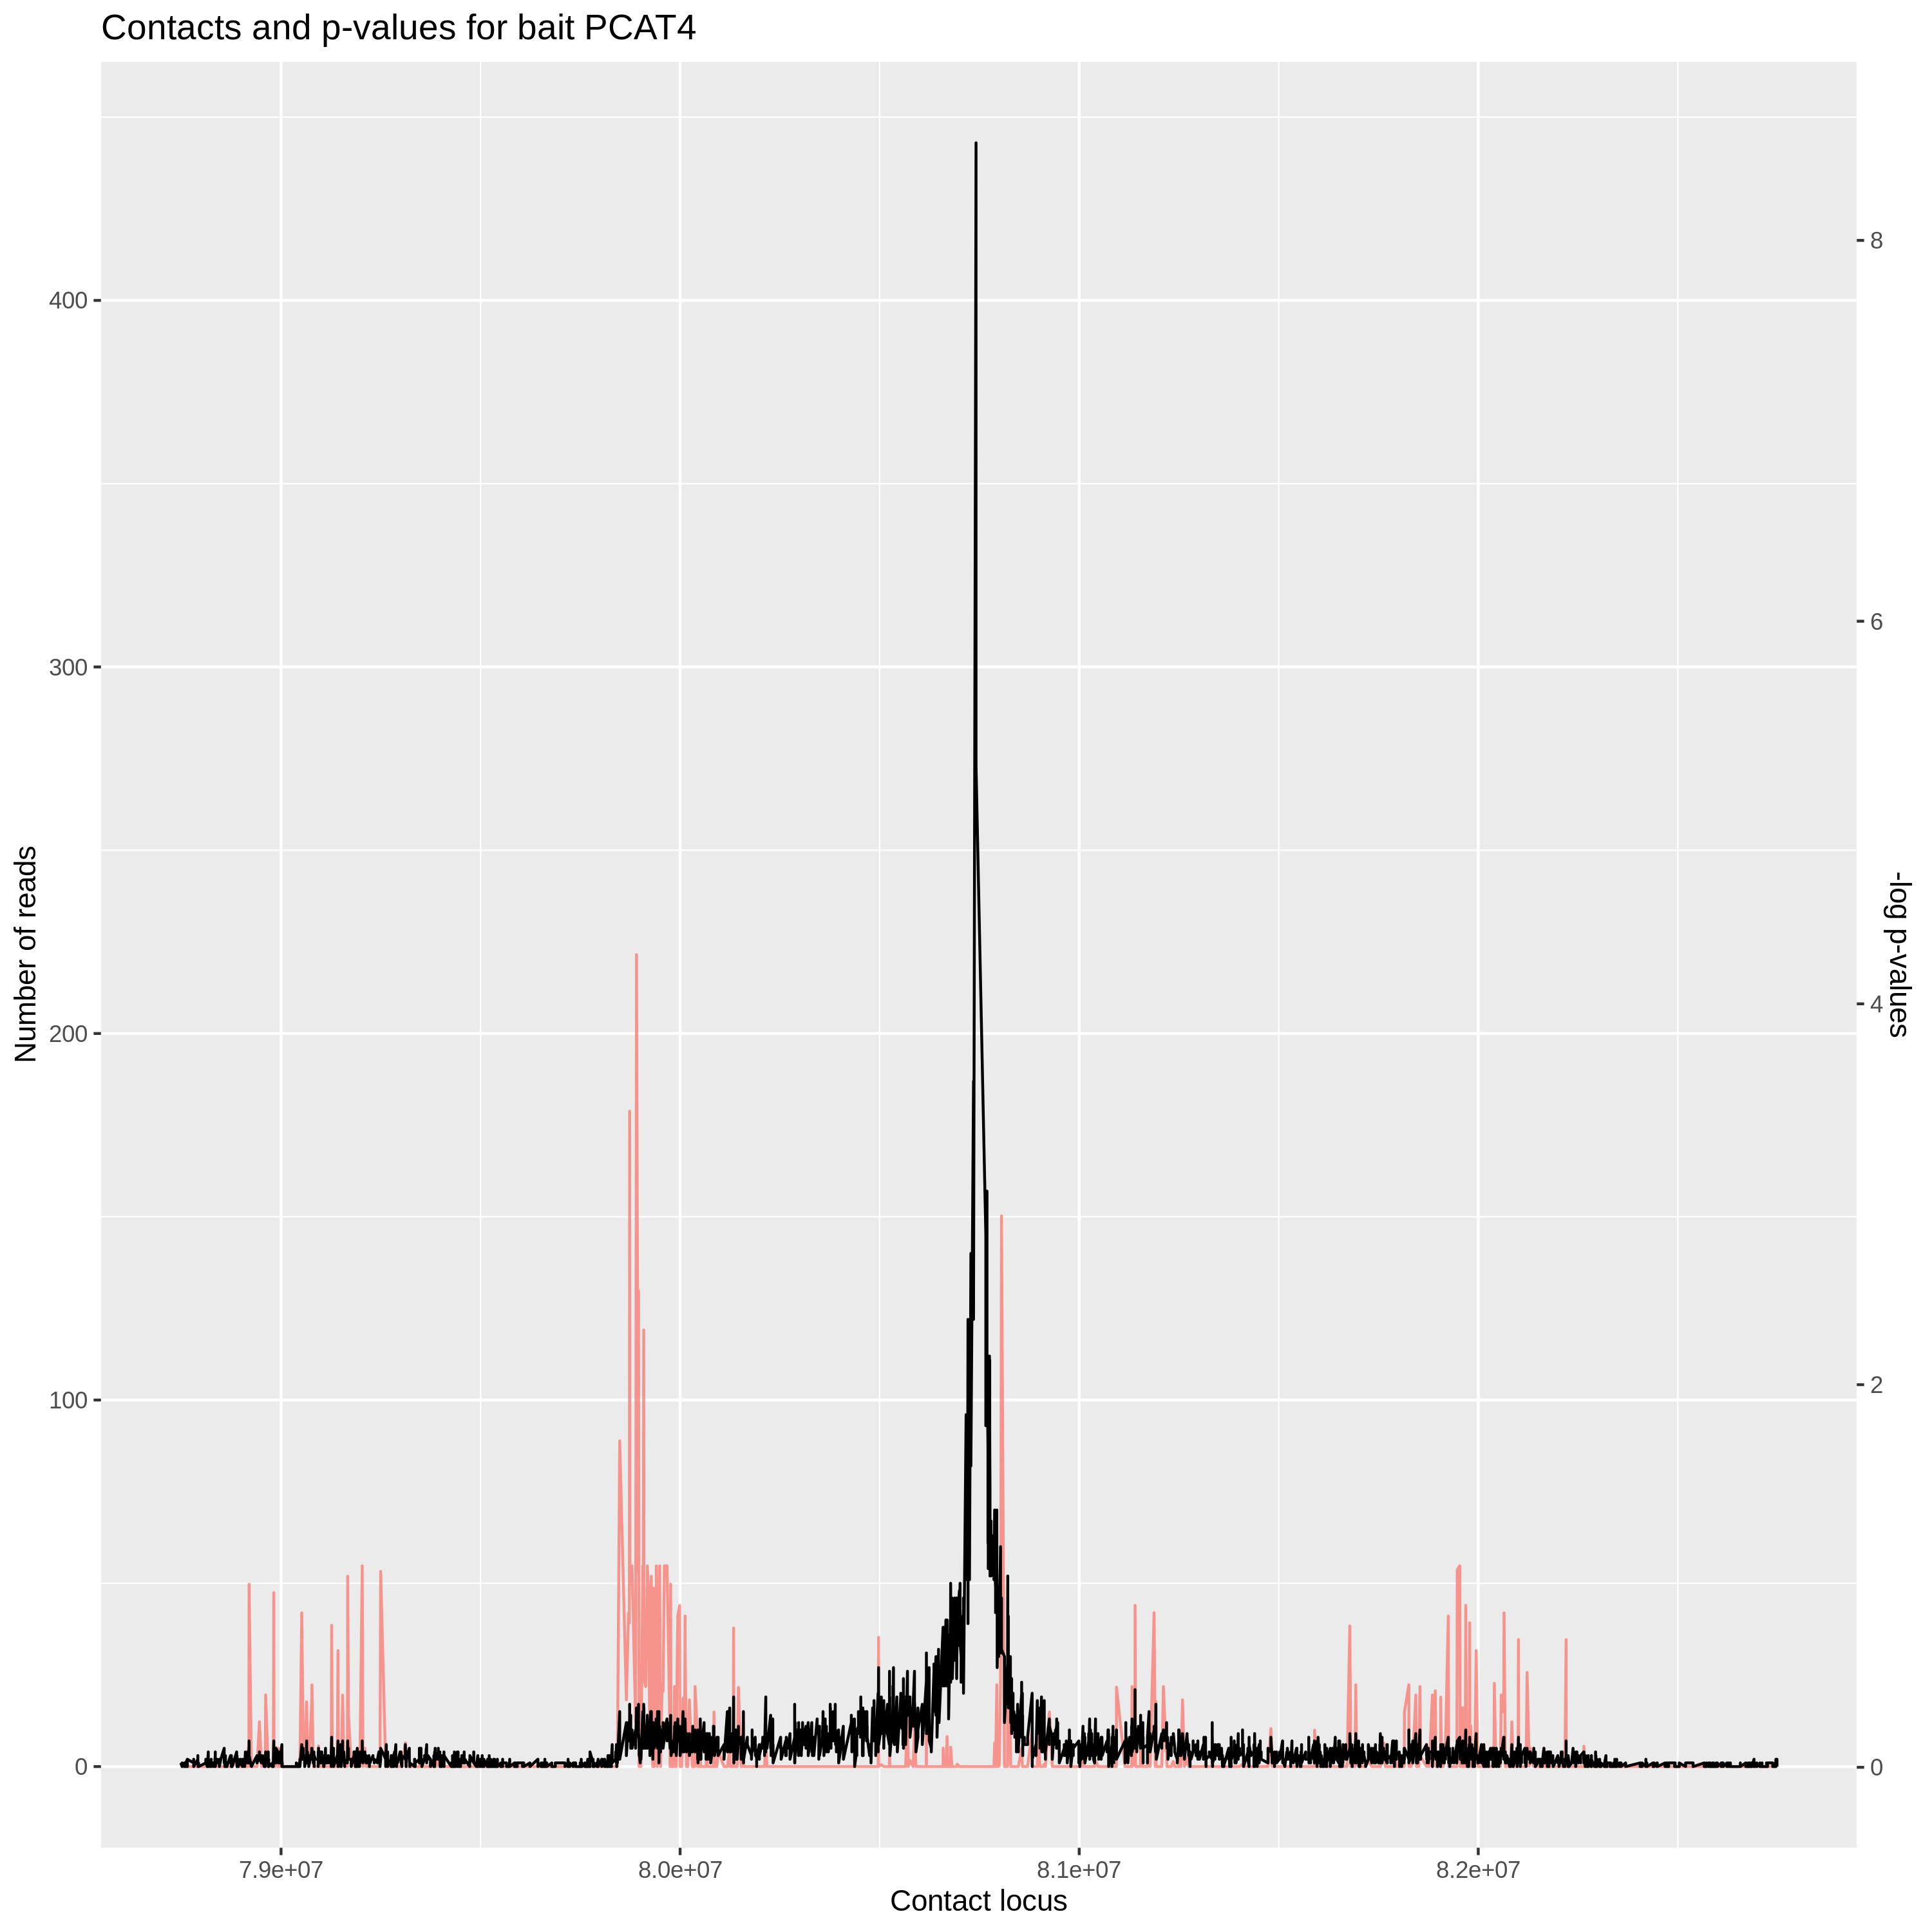 Contacts and p-values for bait PCAT4
Number of reads
400
300
200
100
0
8
6
4
2
0
-log p-values
7.9e+07 8.0e+07 8.1e+07 8.2e+07
Contact locus